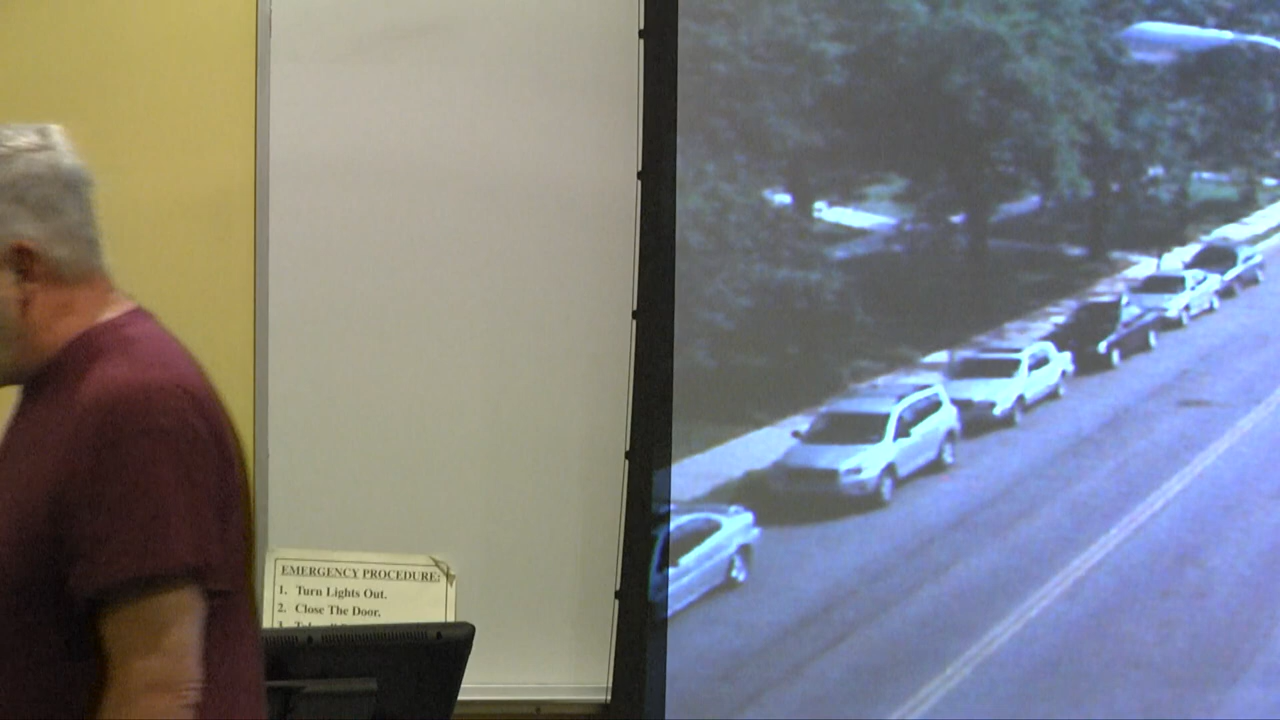 EMERGENCY PROCEDURE:
1. Turn Lights Out.
2. Close The Door.